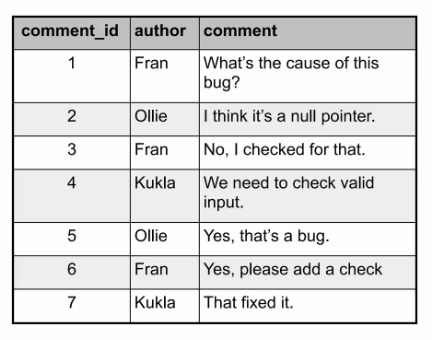 comment_id author comment
1 Fran What's the cause of this
bug?
2 Ollie I think it's a null pointer.
3 Fran No, I checked for that.
4 Kukla We need to check valid
input.
5 Ollie Yes, that's a bug.
6 Fran Yes, please add a check
7 Kukla That fixed it.